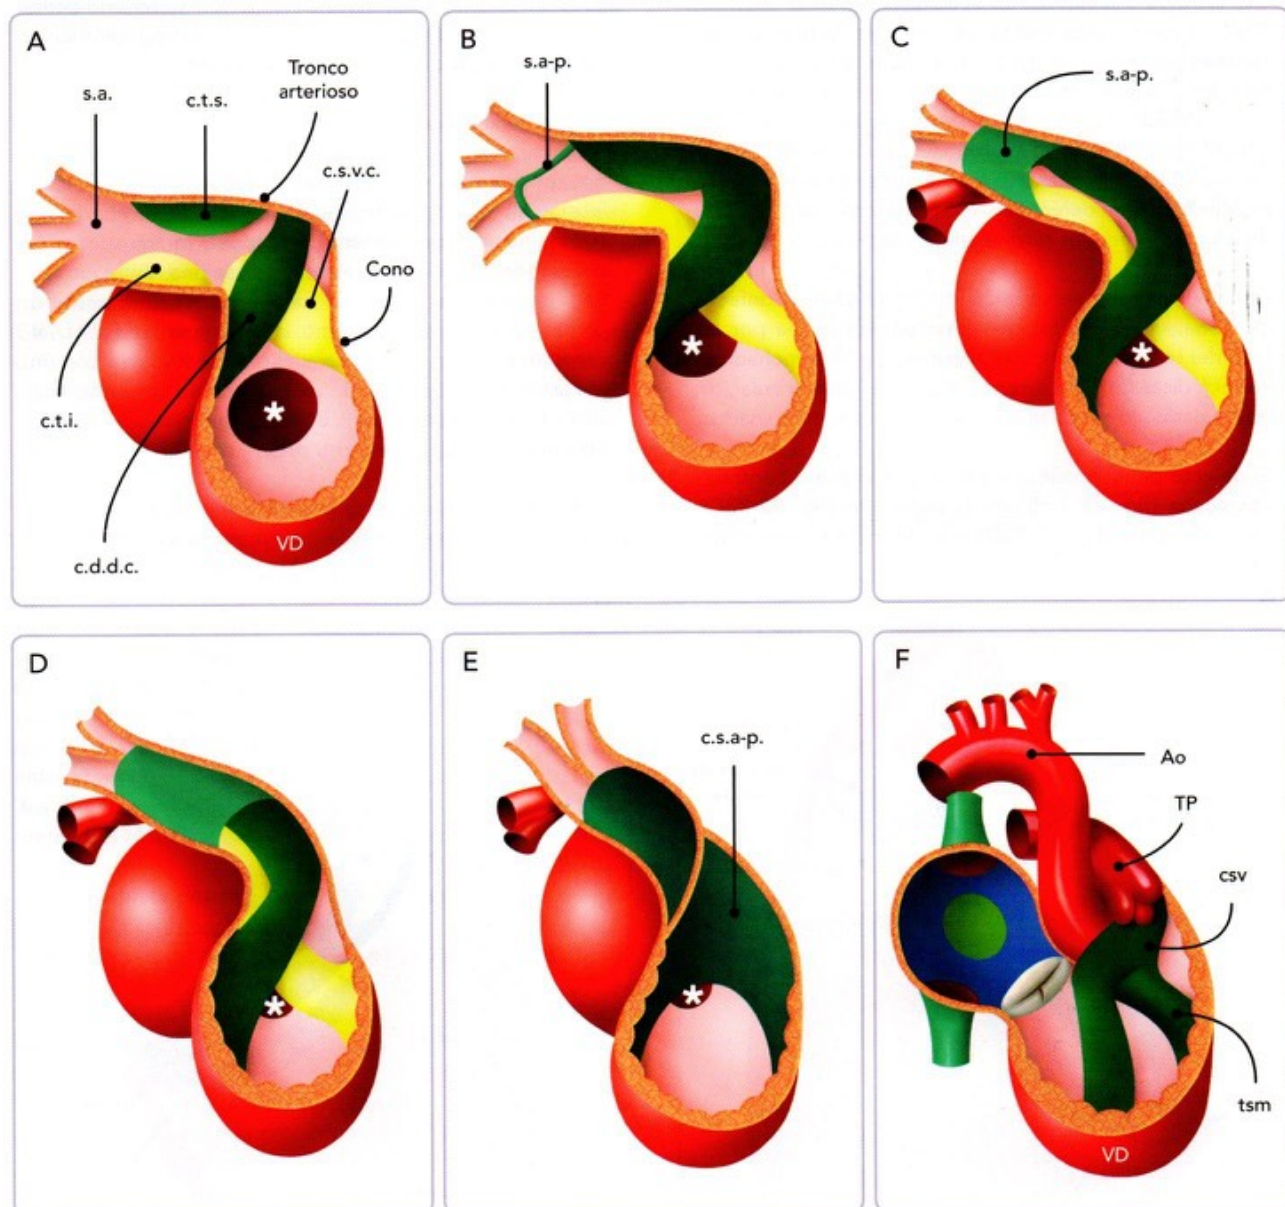 A
s.a.
c.t.s.
Tronco
arterioso
c.s.v.c.
Cono
c.t.i.
*
c.d.d.c.
VD
B
s.a-p.
*
C
s.a-p.
*
D
*
E
c.s.a-p.
*
F
Ao
TP
csv
tsm
VD